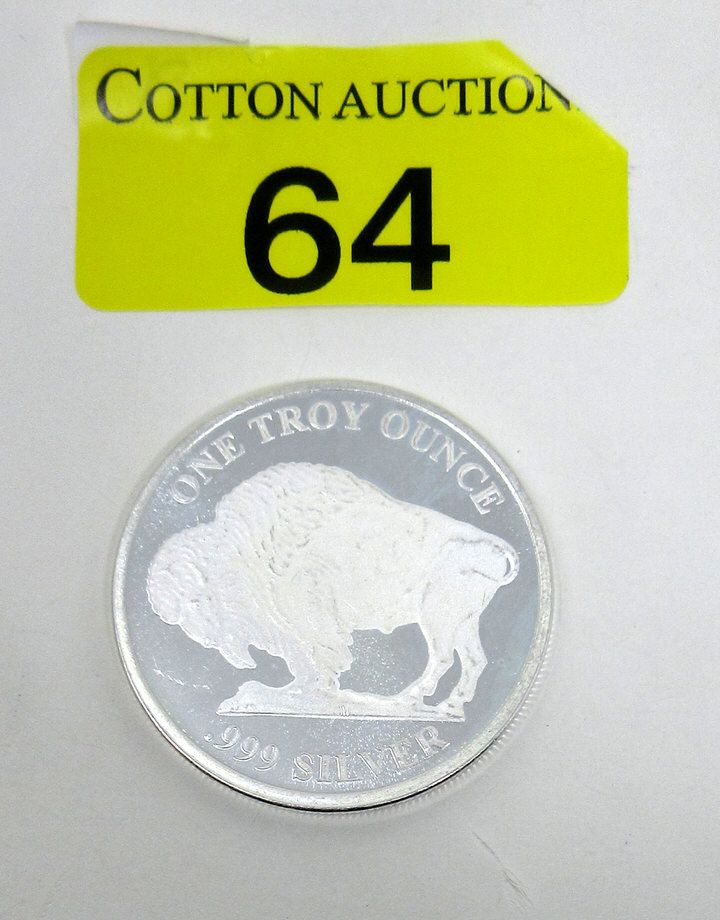 COTTON AUCTION
64
ONE TROY OUNCE
.999 SILVER